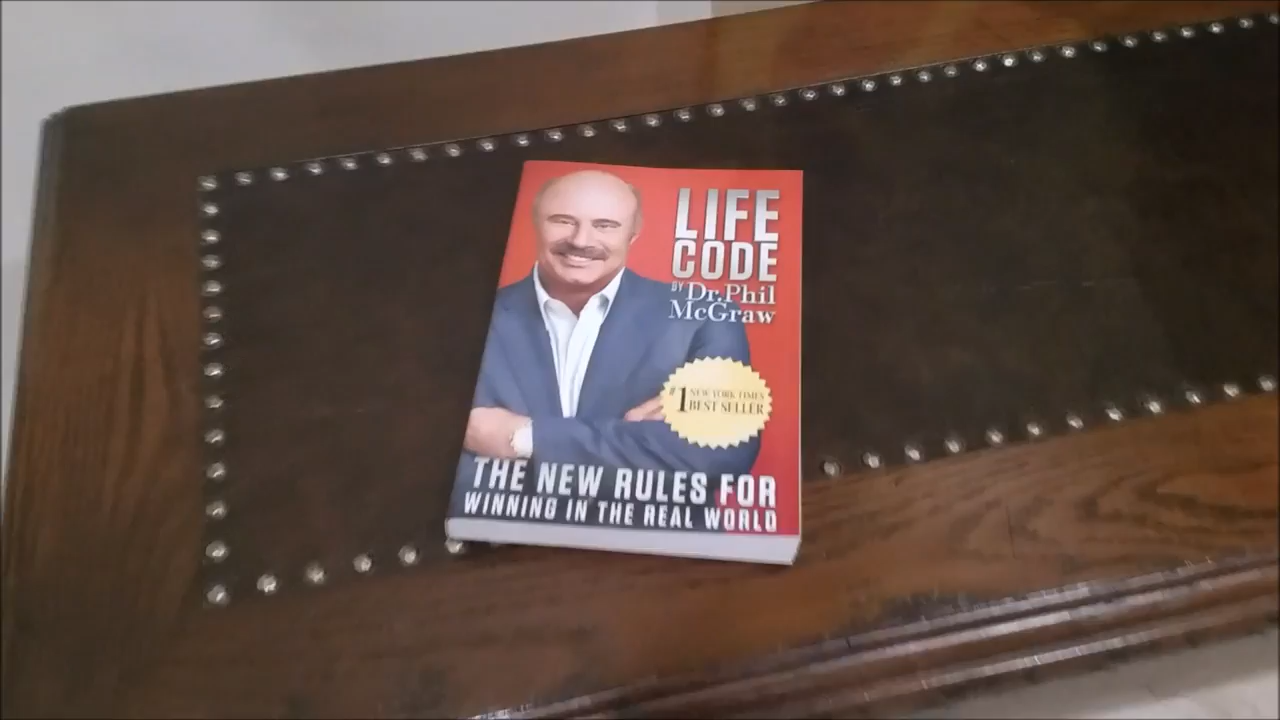 LIFE
CODE
BY Dr. Phil
McGraw
#1 NEW YORK TIMES
BEST SELLER
THE NEW RULES FOR
WINNING IN THE REAL WORLD